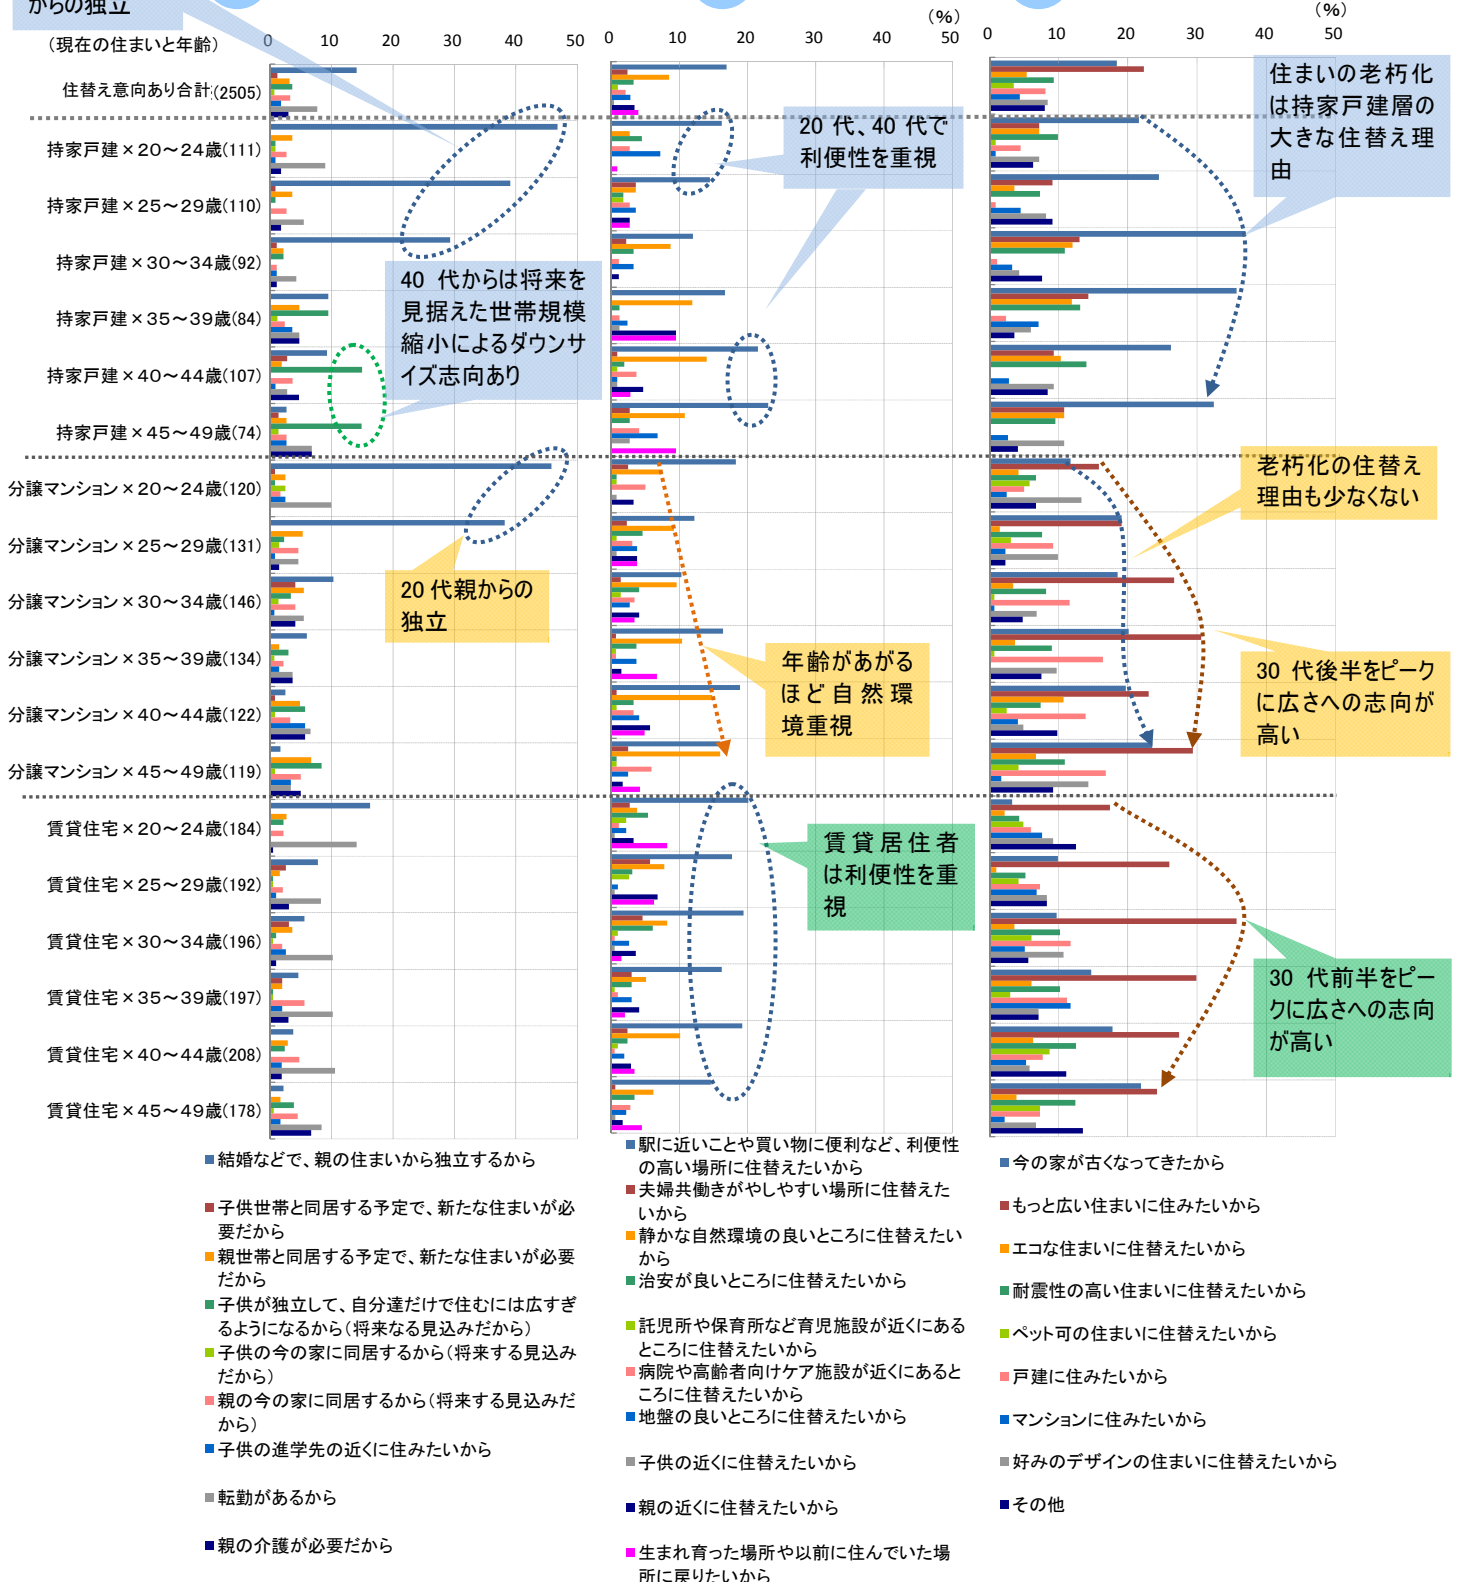 からの独立
（現在の住まいと年齢）
0 10 20 30 40 50
(%)
0 10 20 30 40 50
(%)
0 10 20 30 40 50
住替え意向あり合計(2505)
持家戸建×20～24歳(111)
持家戸建×25～29歳(110)
持家戸建×30～34歳(92)
持家戸建×35～39歳(84)
持家戸建×40～44歳(107)
持家戸建×45～49歳(74)
分譲マンション×20～24歳(120)
分譲マンション×25～29歳(131)
分譲マンション×30～34歳(146)
分譲マンション×35～39歳(134)
分譲マンション×40～44歳(122)
分譲マンション×45～49歳(119)
賃貸住宅×20～24歳(184)
賃貸住宅×25～29歳(192)
賃貸住宅×30～34歳(196)
賃貸住宅×35～39歳(197)
賃貸住宅×40～44歳(208)
賃貸住宅×45～49歳(178)
40 代からは将来を
見据えた世帯規模
縮小によるダウンサ
イズ志向あり
20 代親からの
独立
20 代、40 代で
利便性を重視
年齢があがる
ほど自然環
境重視
賃貸居住者
は利便性を重
視
住まいの老朽化
は持家戸建層の
大きな住替え理
由
老朽化の住替え
理由も少なくない
30 代後半をピーク
に広さへの志向が
高い
30 代前半をピー
クに広さへの志向
が高い
結婚などで、親の住まいから独立するから
子供世帯と同居する予定で、新たな住まいが必
要だから
親世帯と同居する予定で、新たな住まいが必要
だから
子供が独立して、自分達だけで住むには広すぎ
るようになるから（将来なる見込みだから）
子供の今の家に同居するから（将来する見込み
だから）
親の今の家に同居するから（将来する見込みだ
から）
子供の進学先の近くに住みたいから
転勤があるから
親の介護が必要だから
駅に近いことや買い物に便利など、利便性
の高い場所に住替えたいから
夫婦共働きがやしやすい場所に住替えた
いから
静かな自然環境の良いところに住替えたい
から
治安が良いところに住替えたいから
託児所や保育所など育児施設が近くにある
ところに住替えたいから
病院や高齢者向けケア施設が近くにあると
ころに住替えたいから
地盤の良いところに住替えたいから
子供の近くに住替えたいから
親の近くに住替えたいから
生まれ育った場所や以前に住んでいた場
所に戻りたいから
今の家が古くなってきたから
もっと広い住まいに住みたいから
エコな住まいに住替えたいから
耐震性の高い住まいに住替えたいから
ペット可の住まいに住替えたいから
戸建に住みたいから
マンションに住みたいから
好みのデザインの住まいに住替えたいから
その他